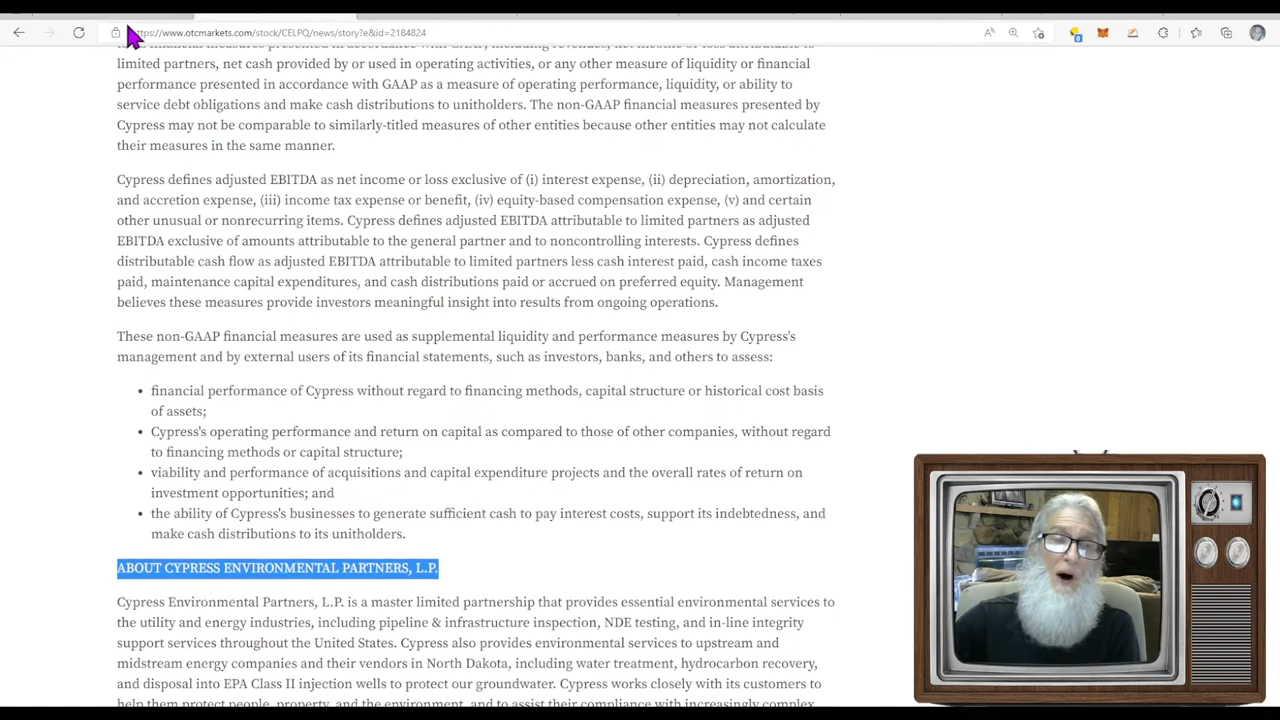 https://www.otcmarkets.com/stock/CELPQ/news/story?e&id=2184824
limited partners, net cash provided by or used in operating activities, or any other measure of liquidity or financial
performance presented in accordance with GAAP as a measure of operating performance, liquidity, or ability to
service debt obligations and make cash distributions to unitholders. The non-GAAP financial measures presented by
Cypress may not be comparable to similarly-titled measures of other entities because other entities may not calculate
their measures in the same manner.
Cypress defines adjusted EBITDA as net income or loss exclusive of (i) interest expense, (ii) depreciation, amortization,
and accretion expense, (iii) income tax expense or benefit, (iv) equity-based compensation expense, (v) and certain
other unusual or nonrecurring items. Cypress defines adjusted EBITDA attributable to limited partners as adjusted
EBITDA exclusive of amounts attributable to the general partner and to noncontrolling interests. Cypress defines
distributable cash flow as adjusted EBITDA attributable to limited partners less cash interest paid, cash income taxes
paid, maintenance capital expenditures, and cash distributions paid or accrued on preferred equity. Management
believes these measures provide investors meaningful insight into results from ongoing operations.
These non-GAAP financial measures are used as supplemental liquidity and performance measures by Cypress's
management and by external users of its financial statements, such as investors, banks, and others to assess:
• financial performance of Cypress without regard to financing methods, capital structure or historical cost basis
of assets;
• Cypress's operating performance and return on capital as compared to those of other companies, without regard
to financing methods or capital structure;
• viability and performance of acquisitions and capital expenditure projects and the overall rates of return on
investment opportunities; and
• the ability of Cypress's businesses to generate sufficient cash to pay interest costs, support its indebtedness, and
make cash distributions to its unitholders.
ABOUT CYPRESS ENVIRONMENTAL PARTNERS, L.P.
Cypress Environmental Partners, L.P. is a master limited partnership that provides essential environmental services to
the utility and energy industries, including pipeline & infrastructure inspection, NDE testing, and in-line integrity
support services throughout the United States. Cypress also provides environmental services to upstream and
midstream energy companies and their vendors in North Dakota, including water treatment, hydrocarbon recovery,
and disposal into EPA Class II injection wells to protect our groundwater. Cypress works closely with its customers to
help them protect people, property, and the environment, and to assist their compliance with increasingly complex